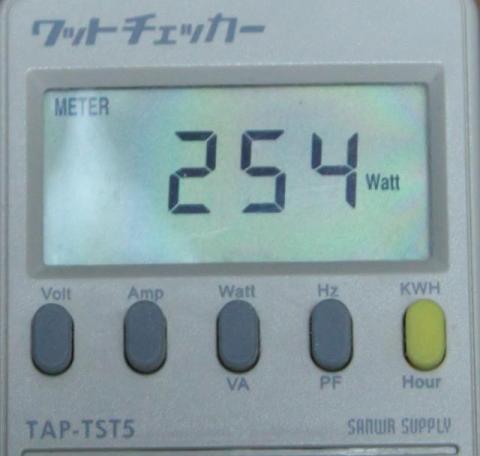 ワットチェッカー
METER
254 Watt
Volt Amp Watt Hz KWH
VA PF Hour
TAP-TST5 SANWA SUPPLY